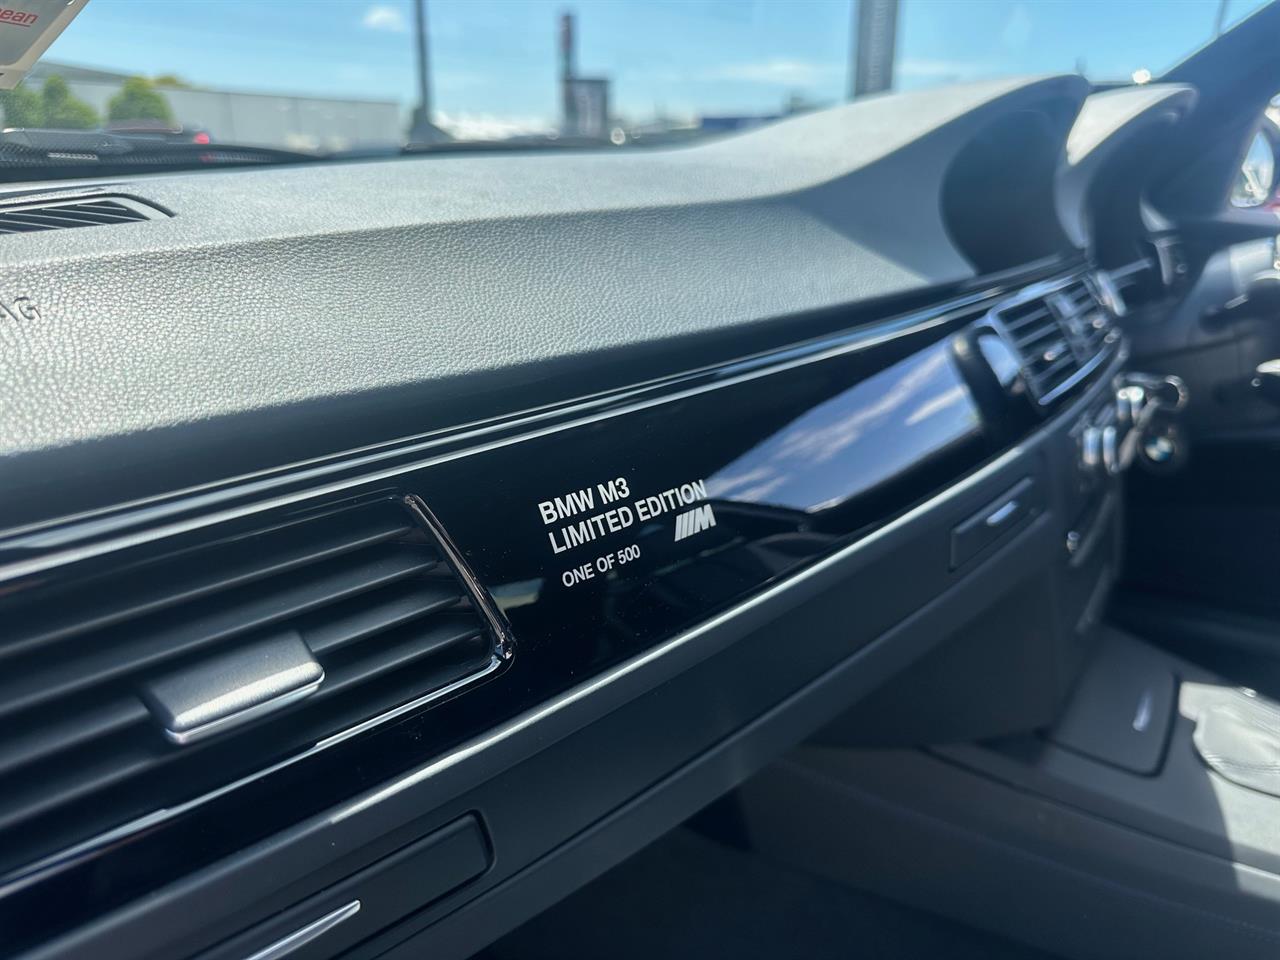 BMW M3
LIMITED EDITION
ONE OF 500
M